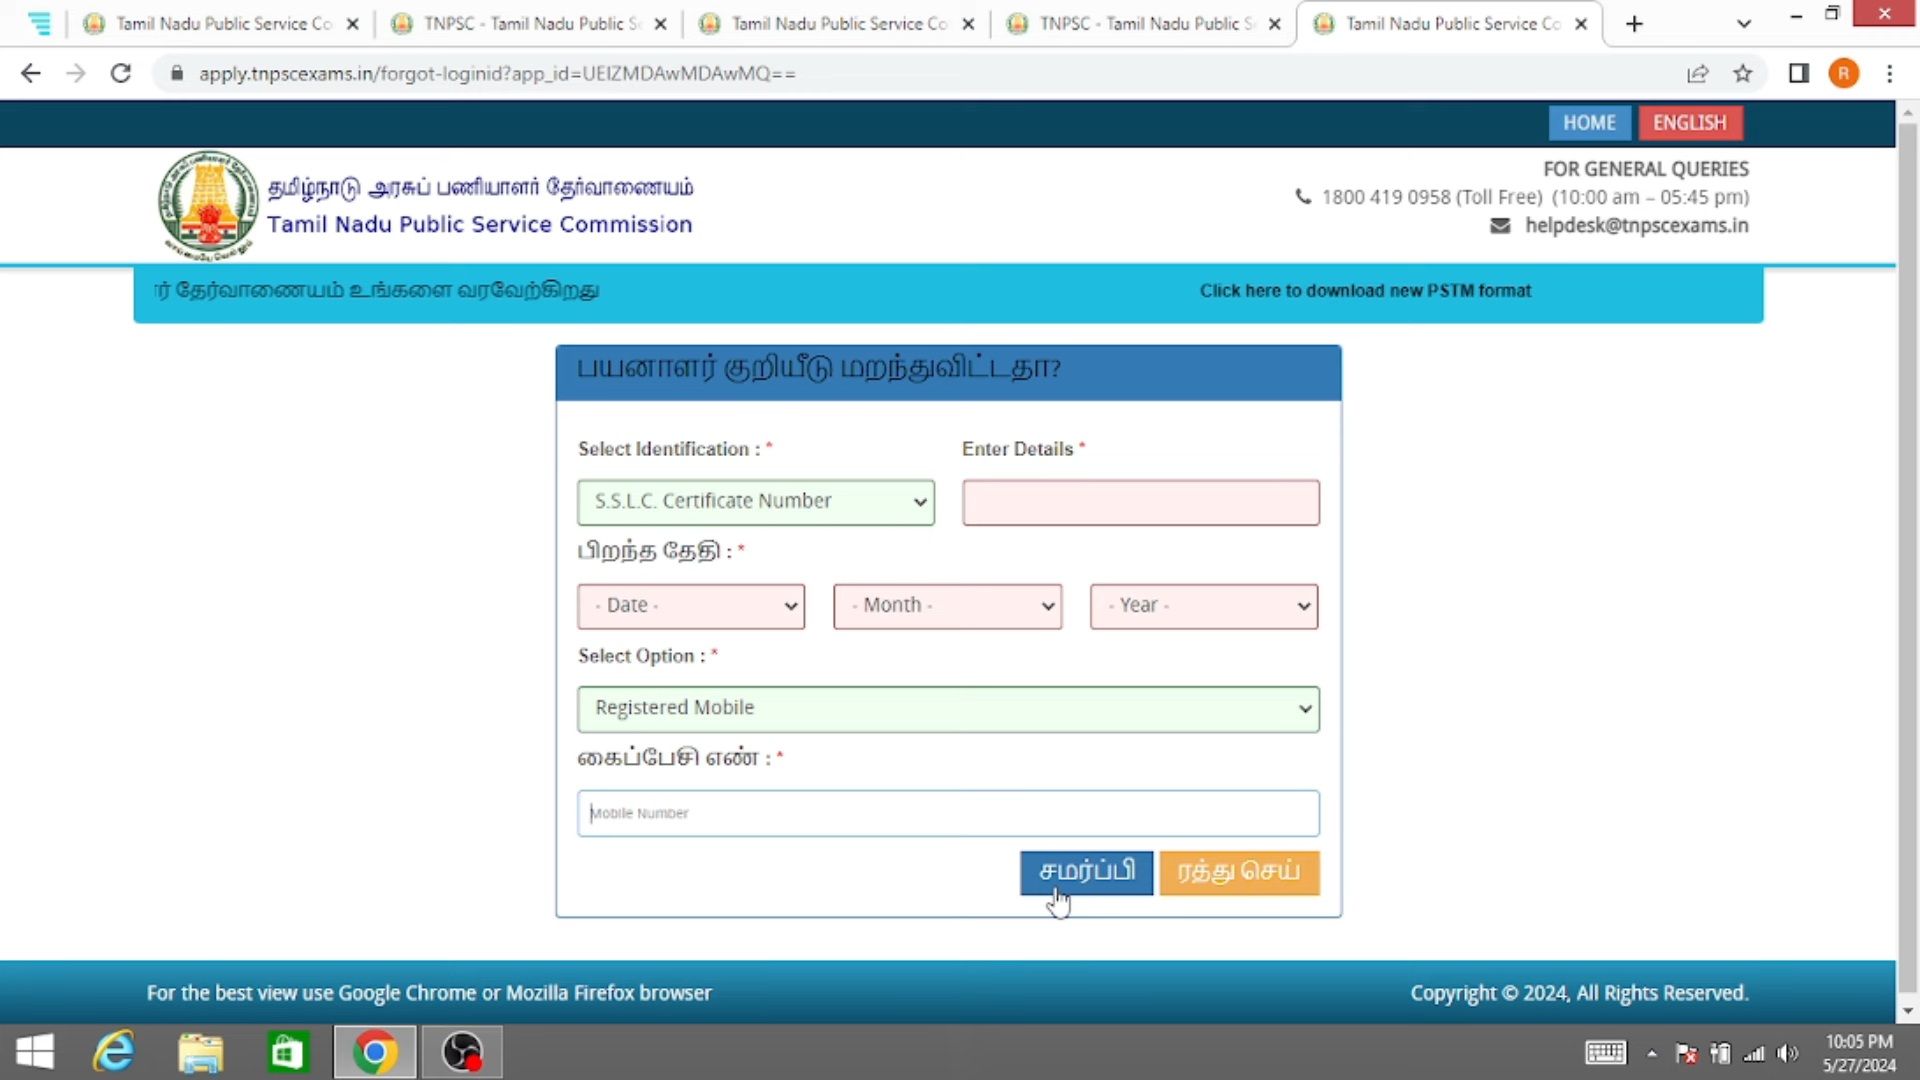 Tamil Nadu Public Service Co
TNPSC - Tamil Nadu Public S
Tamil Nadu Public Service Co
TNPSC - Tamil Nadu Public S
Tamil Nadu Public Service Co
apply.tnpscexams.in/forgot-loginid?app_id=UEIZMDAwMDAwMQ==
R
HOME
ENGLISH
தமிழ்நாடு அரசுப் பணியாளர் தேர்வாணையம்
Tamil Nadu Public Service Commission
FOR GENERAL QUERIES
1800 419 0958 (Toll Free) (10:00 am – 05:45 pm)
helpdesk@tnpscexams.in
ர் தேர்வாணையம் உங்களை வரவேற்கிறது
Click here to download new PSTM format
பயனாளர் குறியீடு மறந்துவிட்டதா?
Select Identification : *
Enter Details *
S.S.L.C. Certificate Number
பிறந்த தேதி : *
- Date -
- Month -
- Year -
Select Option : *
Registered Mobile
கைப்பேசி எண் : *
Mobile Number
சமர்ப்பி
ரத்து செய்
For the best view use Google Chrome or Mozilla Firefox browser
Copyright © 2024, All Rights Reserved.
10:05 PM
5/27/2024